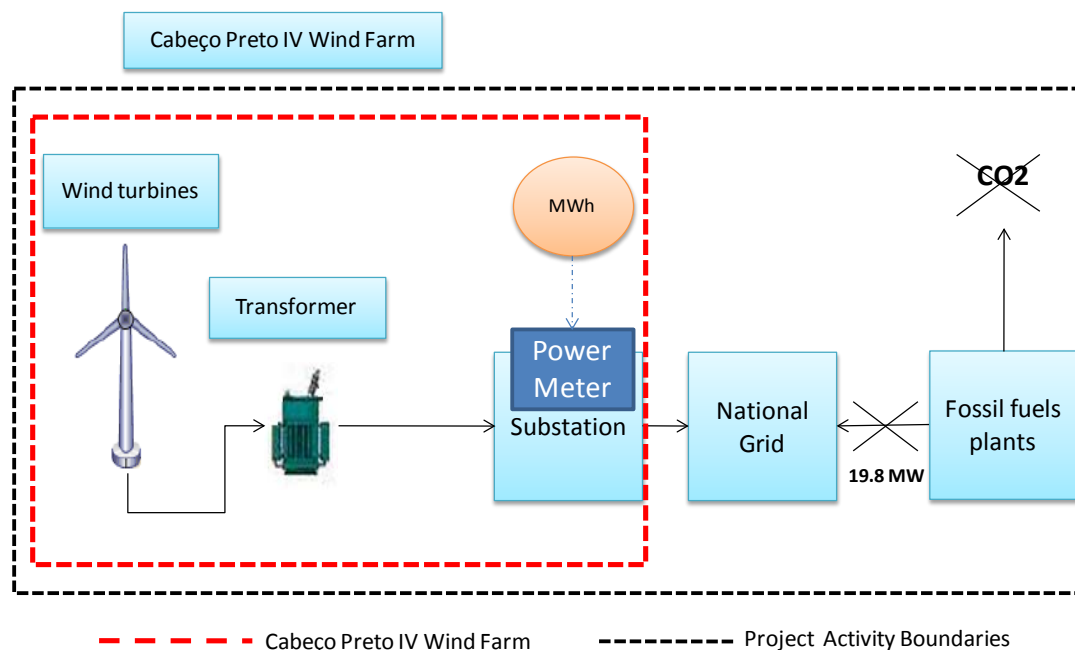 Cabeço Preto IV Wind Farm
Wind turbines
MWh
CO2
Transformer
Power
Meter
Substation
National
Grid
Fossil fuels
plants
19.8 MW
Cabeco Preto IV Wind Farm
Project Activity Boundaries